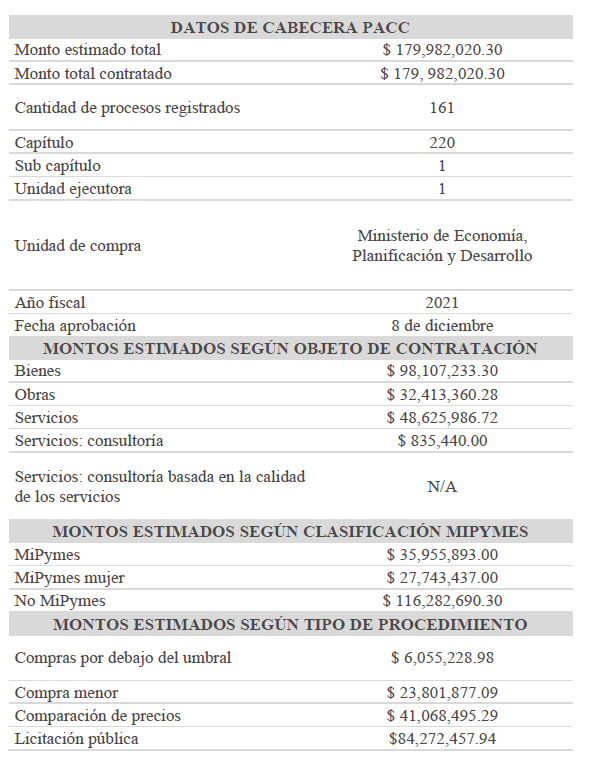 DATOS DE CABECERA PACC
Monto estimado total $ 179,982,020.30
Monto total contratado $ 179, 982,020.30
Cantidad de procesos registrados 161
Capítulo 220
Sub capítulo 1
Unidad ejecutora 1
Unidad de compra Ministerio de Economía,
Planificación y Desarrollo
Año fiscal 2021
Fecha aprobación 8 de diciembre
MONTOS ESTIMADOS SEGÚN OBJETO DE CONTRATACIÓN
Bienes $ 98,107,233.30
Obras $ 32,413,360.28
Servicios $ 48,625,986.72
Servicios: consultoría $ 835,440.00
Servicios: consultoría basada en la calidad
de los servicios N/A
MONTOS ESTIMADOS SEGÚN CLASIFICACIÓN MIPYMES
MiPymes $ 35,955,893.00
MiPymes mujer $ 27,743,437.00
No MiPymes $ 116,282,690.30
MONTOS ESTIMADOS SEGÚN TIPO DE PROCEDIMIENTO
Compras por debajo del umbral $ 6,055,228.98
Compra menor $ 23,801,877.09
Comparación de precios $ 41,068,495.29
Licitación pública $84,272,457.94